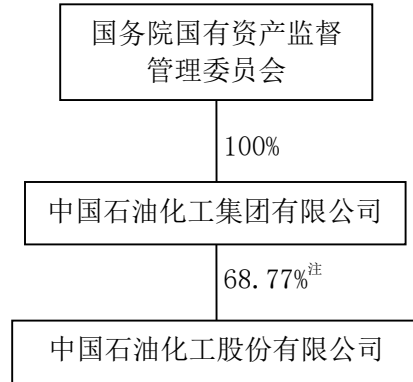 国务院国有资产监督
管理委员会
100%
中国石油化工集团有限公司
68.77%注
中国石油化工股份有限公司